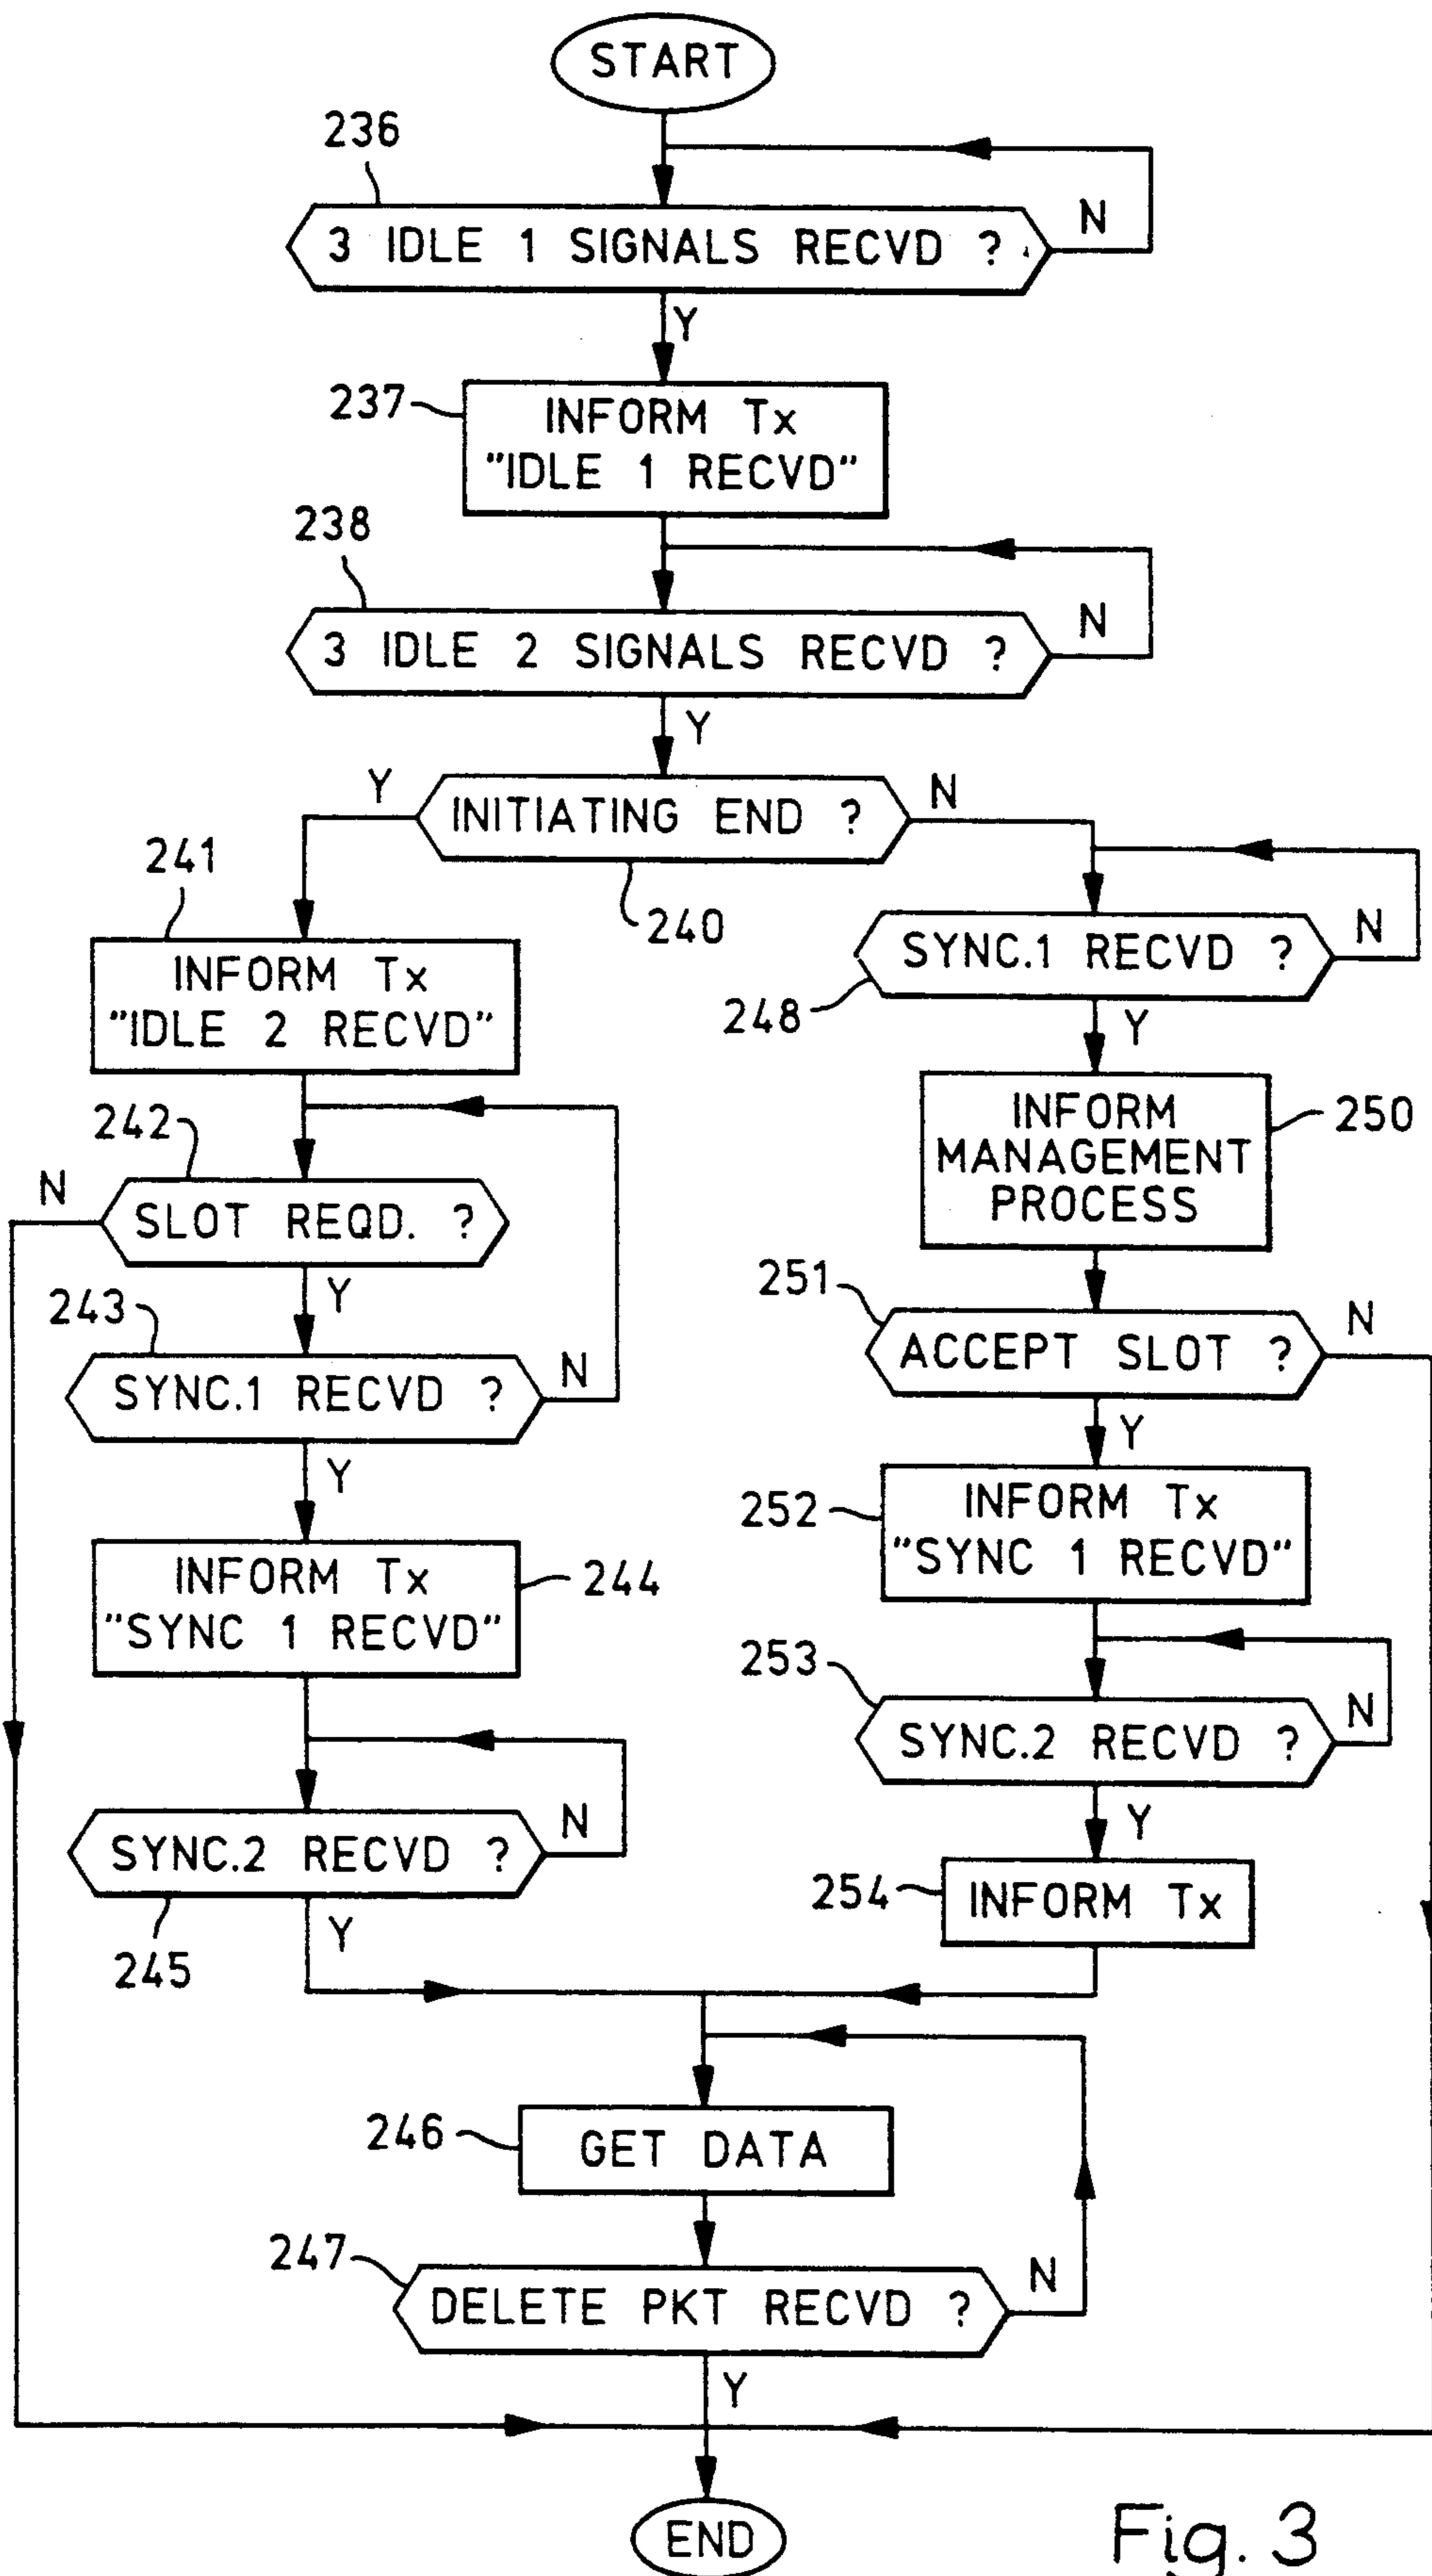 START
236
N
3 IDLE 1 SIGNALS RECVD ?
Y
237
INFORM Tx
"IDLE 1 RECVD"
238
N
3 IDLE 2 SIGNALS RECVD ?
Y
Y
INITIATING END ?
N
240
241
INFORM Tx
"IDLE 2 RECVD"
242
N
SLOT REQD. ?
Y
243
SYNC.1 RECVD ?
N
Y
INFORM Tx
"SYNC 1 RECVD"
244
SYNC.2 RECVD ?
N
245
Y
SYNC.1 RECVD ?
N
248
Y
INFORM
MANAGEMENT
PROCESS
250
251
ACCEPT SLOT ?
N
Y
252
INFORM Tx
"SYNC 1 RECVD"
253
SYNC.2 RECVD ?
N
Y
254
INFORM Tx
246
GET DATA
247
DELETE PKT RECVD ?
N
Y
END
Fig. 3